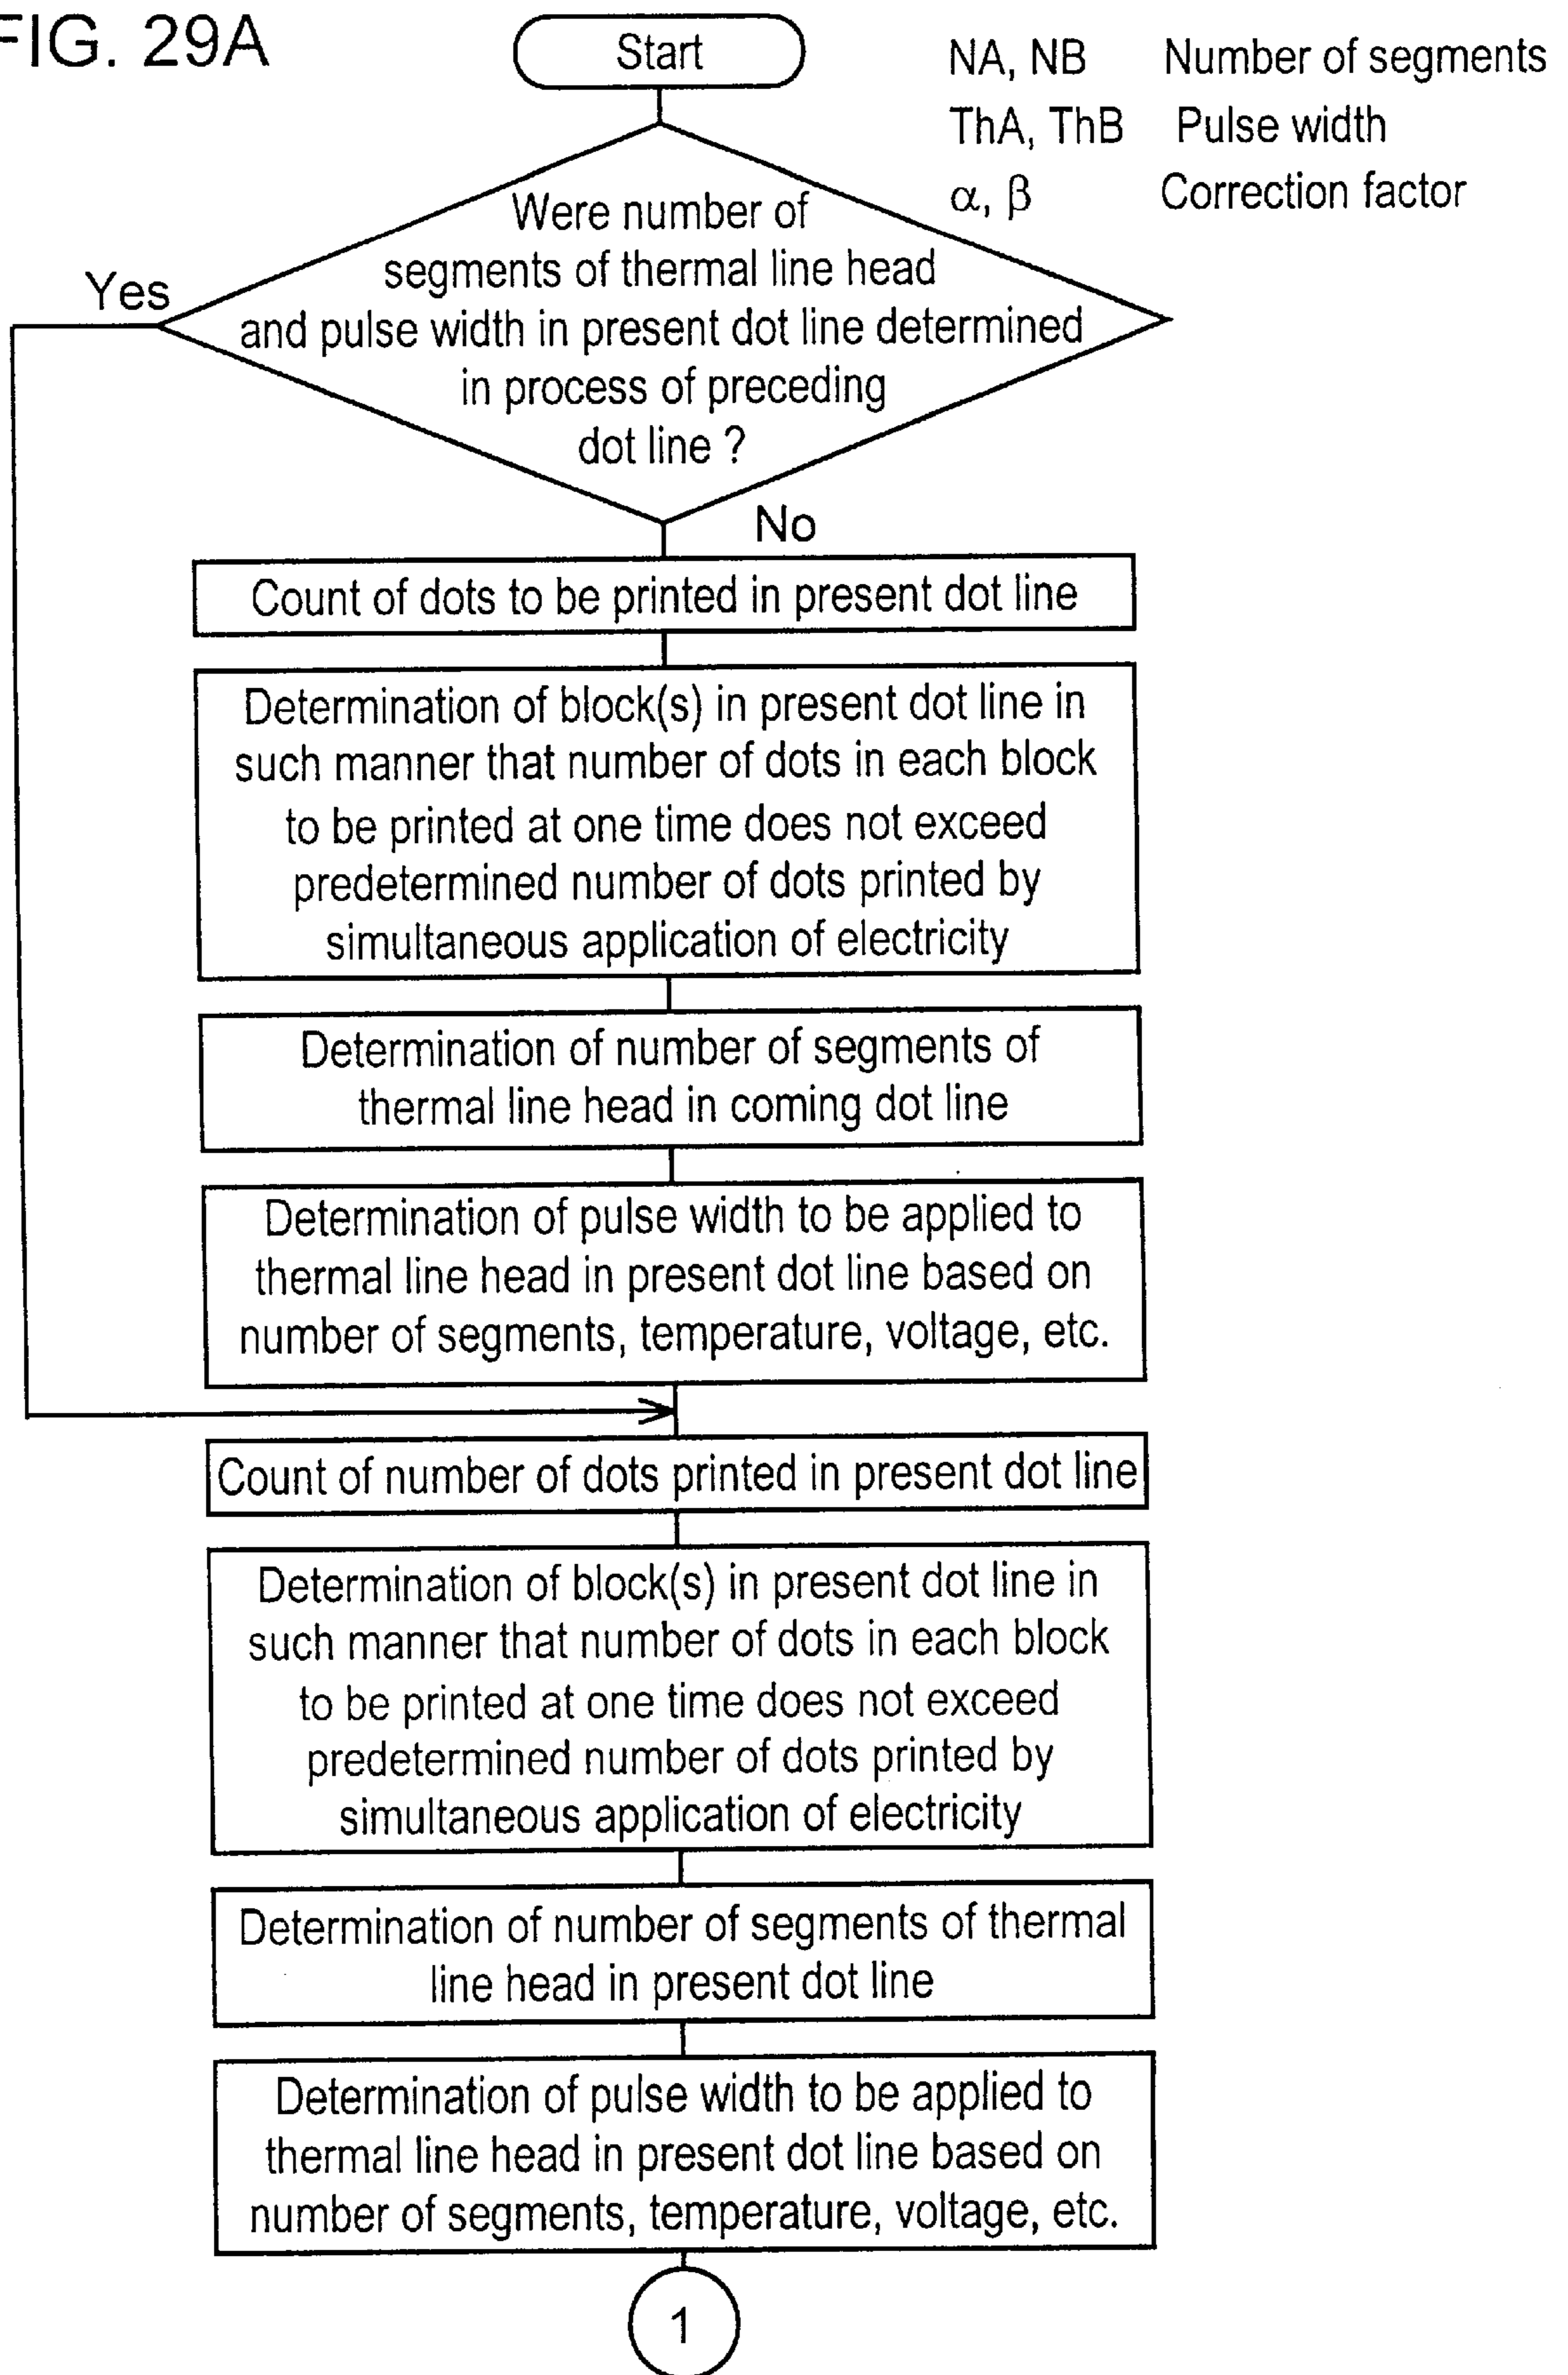 FIG. 29A
Start
NA, NB Number of segments
ThA, ThB Pulse width
α, β Correction factor
Were number of
segments of thermal line head
and pulse width in present dot line determined
in process of preceding
dot line ?
Yes
No
Count of dots to be printed in present dot line
Determination of block(s) in present dot line in
such manner that number of dots in each block
to be printed at one time does not exceed
predetermined number of dots printed by
simultaneous application of electricity
Determination of number of segments of
thermal line head in coming dot line
Determination of pulse width to be applied to
thermal line head in present dot line based on
number of segments, temperature, voltage, etc.
Count of number of dots printed in present dot line
Determination of block(s) in present dot line in
such manner that number of dots in each block
to be printed at one time does not exceed
predetermined number of dots printed by
simultaneous application of electricity
Determination of number of segments of thermal
line head in present dot line
Determination of pulse width to be applied to
thermal line head in present dot line based on
number of segments, temperature, voltage, etc.
1